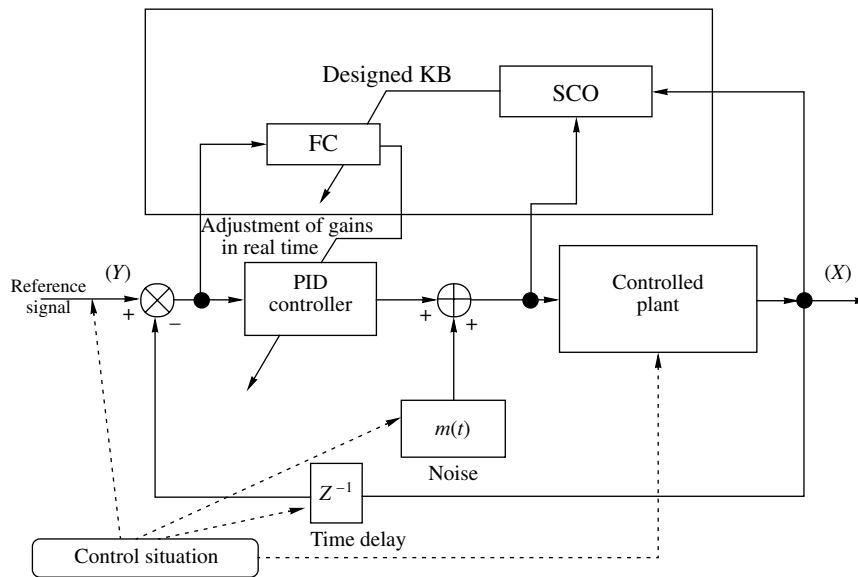 Designed KB
SCO
FC
Adjustment of gains
in real time
(Y)
(X)
Reference
signal
+
−
PID
controller
+
+
Controlled
plant
m(t)
Noise
Z⁻¹
Time delay
Control situation